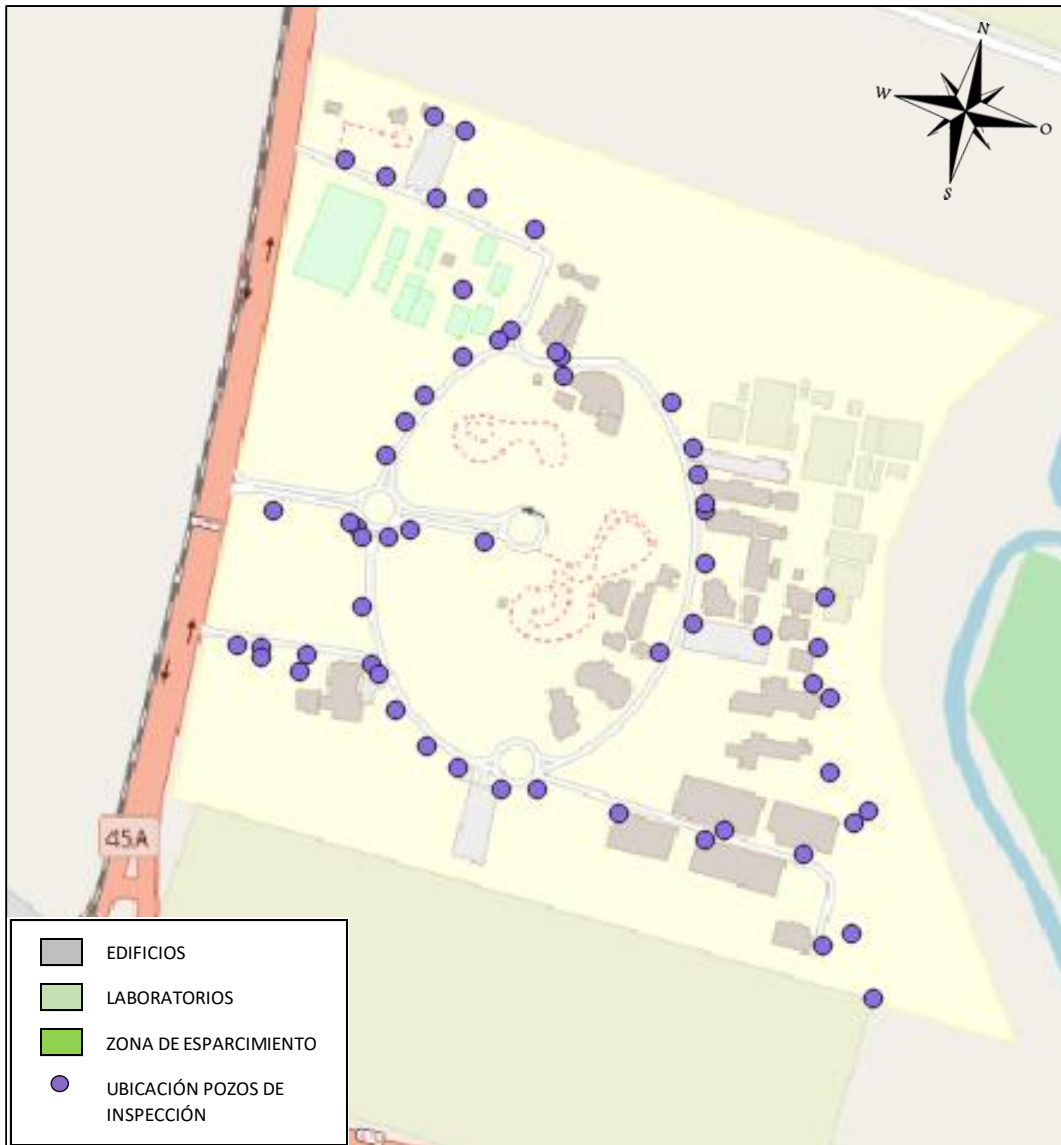 N
W
O
S
45A
EDIFICIOS
LABORATORIOS
ZONA DE ESPARCIMIENTO
UBICACIÓN POZOS DE
INSPECCIÓN